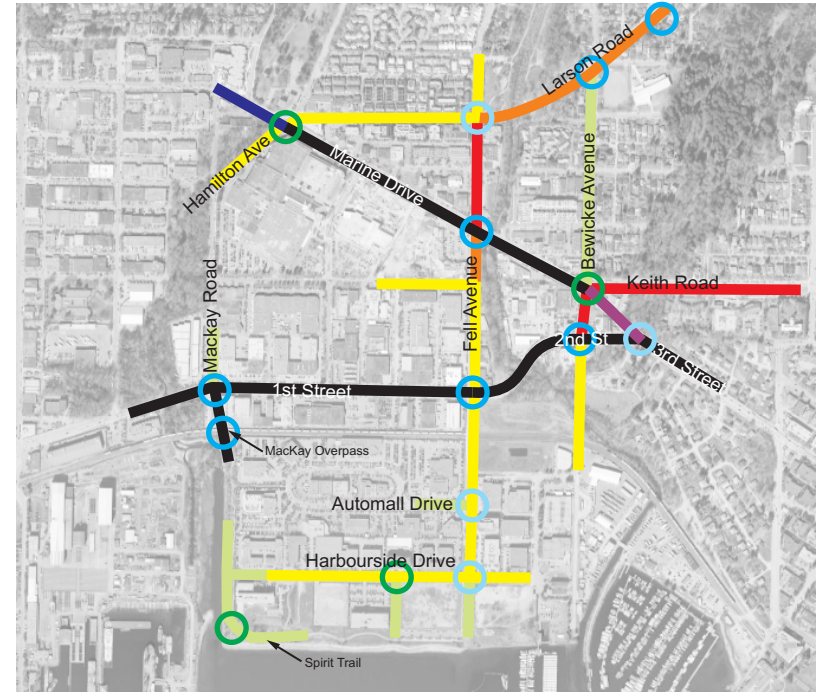 Larson Road
Hamilton Ave
Marine Drive
Bewicke Avenue
Keith Road
Fell Avenue
Mackay Road
2nd St
3rd Street
1st Street
MacKay Overpass
Automall Drive
Harbourside Drive
Spirit Trail